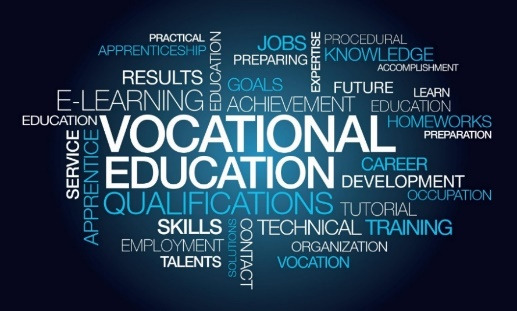 PRACTICAL
APPRENTICESHIP
EDUCATION
JOBS
PREPARING
EXPERTISE
PROCEDURAL
KNOWLEDGE
ACCOMPLISHMENT
RESULTS
GOALS
FUTURE
LEARN
E-LEARNING
ACHIEVEMENT
EDUCATION
EDUCATION
VOCATIONAL
HOMEWORKS
PREPARATION
SERVICE
APPRENTICE
EDUCATION
CAREER
DEVELOPMENT
OCCUPATION
QUALIFICATIONS
TUTORIAL
SKILLS
SOLUTIONS
CONTACT
TECHNICAL TRAINING
EMPLOYMENT
ORGANIZATION
TALENTS
VOCATION